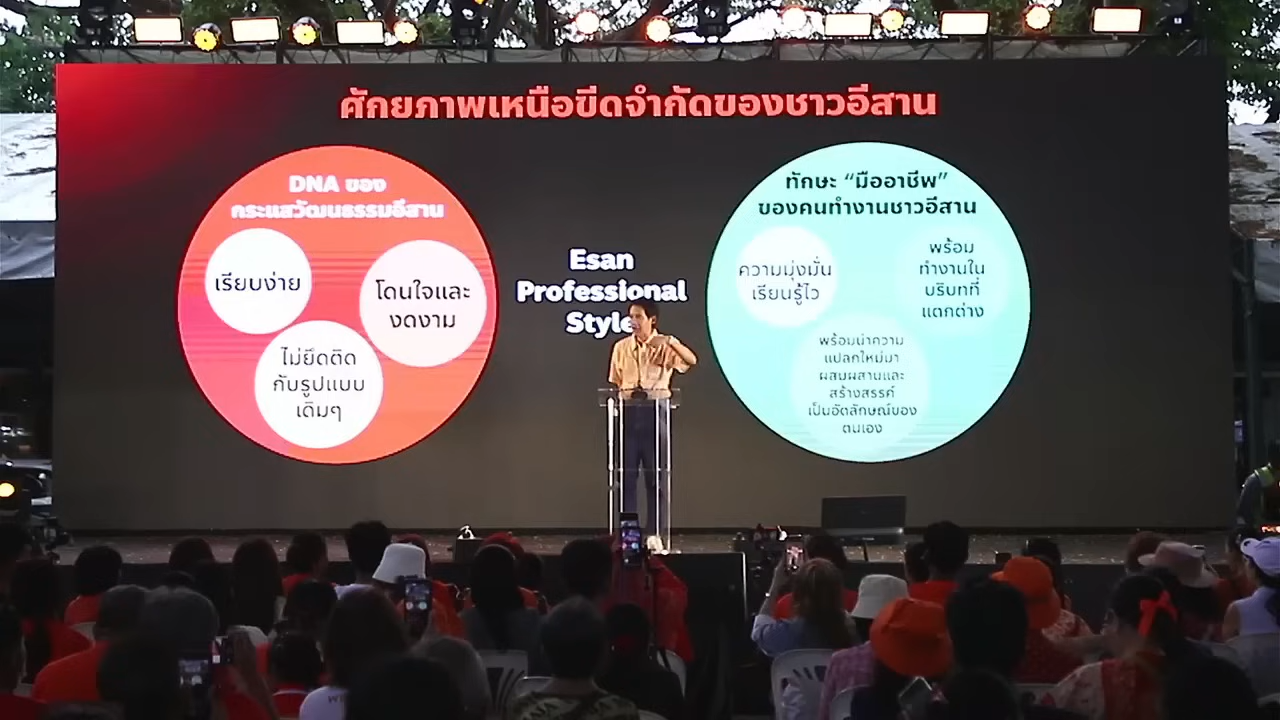 ศักยภาพเหนือขีดจำกัดของชาวอีสาน
DNA ของ
กระแสวัฒนธรรมอีสาน
เรียบง่าย
โดนใจและ
งดงาม
ไม่ยึดติด
กับรูปแบบ
เดิมๆ
Esan
Professional
Style
ทักษะ “มืออาชีพ”
ของคนทำงานชาวอีสาน
ความมุ่งมั่น
เรียนรู้ไว
พร้อม
ทำงานใน
บริบทที่
แตกต่าง
พร้อมนำความ
แปลกใหม่มา
ผสมผสานและ
สร้างสรรค์
เป็นอัตลักษณ์ของ
ตนเอง